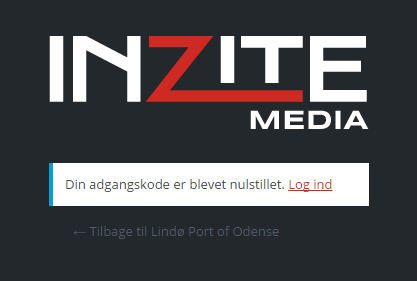 INZITE
MEDIA
Din adgangskode er blevet nulstillet. Log ind
← Tilbage til Lindø Port of Odense